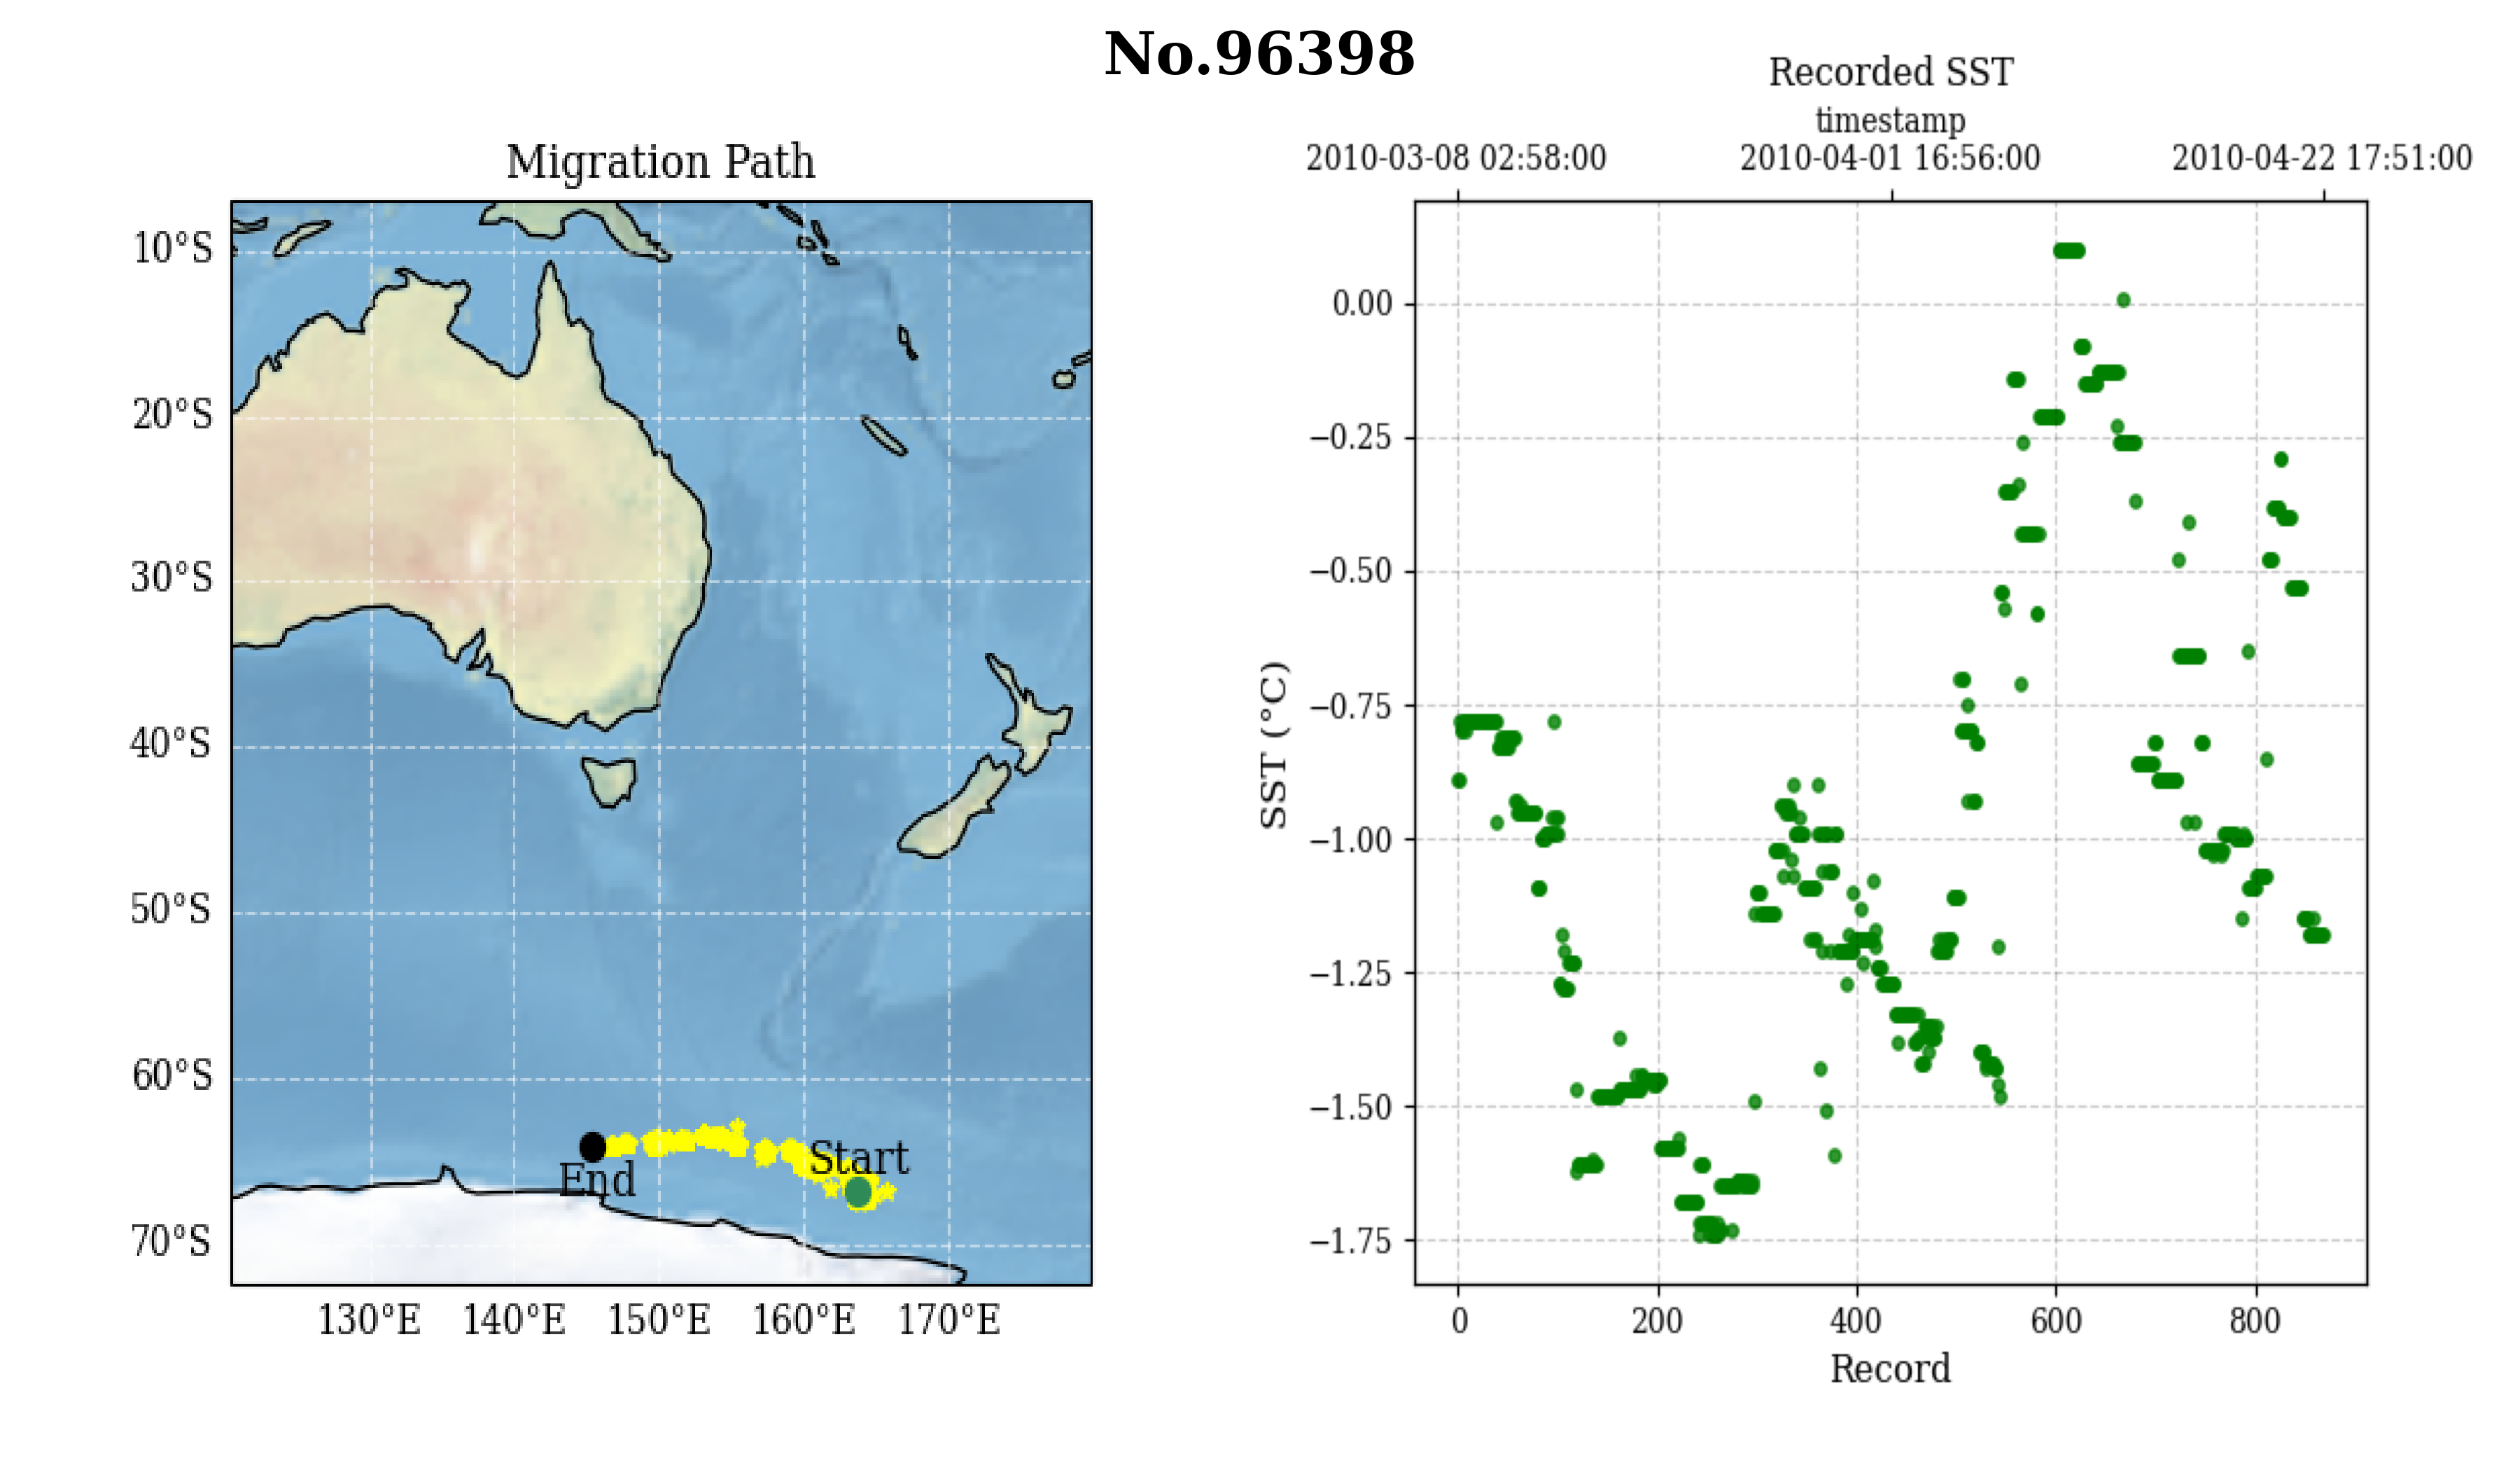 No.96398
Migration Path
10°S
20°S
30°S
40°S
50°S
60°S
70°S
Start
End
130°E 140°E 150°E 160°E 170°E
Recorded SST
timestamp
2010-03-08 02:58:00 2010-04-01 16:56:00 2010-04-22 17:51:00
SST (°C)
0.00
−0.25
−0.50
−0.75
−1.00
−1.25
−1.50
−1.75
0 200 400 600 800
Record